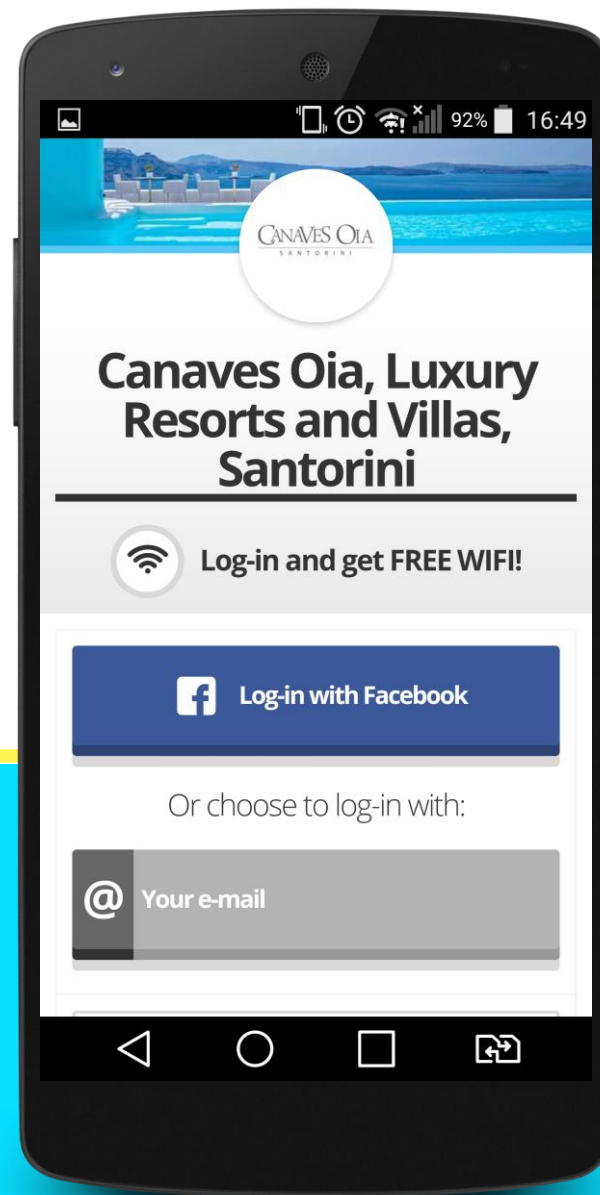 92% 16:49
CANAVES OIA
SANTORINI
Canaves Oia, Luxury
Resorts and Villas,
Santorini
Log-in and get FREE WIFI!
f Log-in with Facebook
Or choose to log-in with:
@ Your e-mail